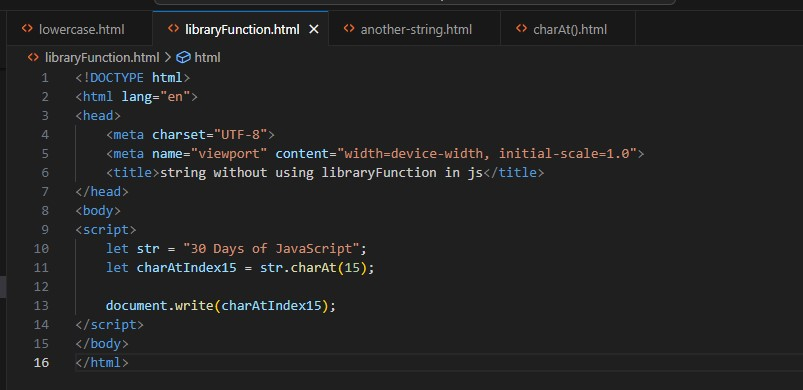 lowercase.html libraryFunction.html another-string.html charAt().html
libraryFunction.html > html
1 <!DOCTYPE html>
2 <html lang="en">
3 <head>
4     <meta charset="UTF-8">
5     <meta name="viewport" content="width=device-width, initial-scale=1.0">
6     <title>string without using libraryFunction in js</title>
7 </head>
8 <body>
9 <script>
10     let str = "30 Days of JavaScript";
11     let charAtIndex15 = str.charAt(15);
12
13     document.write(charAtIndex15);
14 </script>
15 </body>
16 </html>